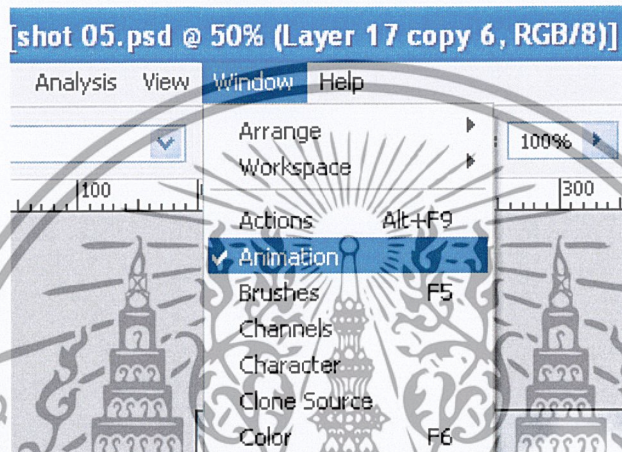 [shot 05.psd @ 50% (Layer 17 copy 6, RGB/8)]
Analysis View Window Help
Arrange
Workspace
100%
100
300
Actions Alt+F9
Animation
Brushes F5
Channels
Character
Clone Source
Color F6